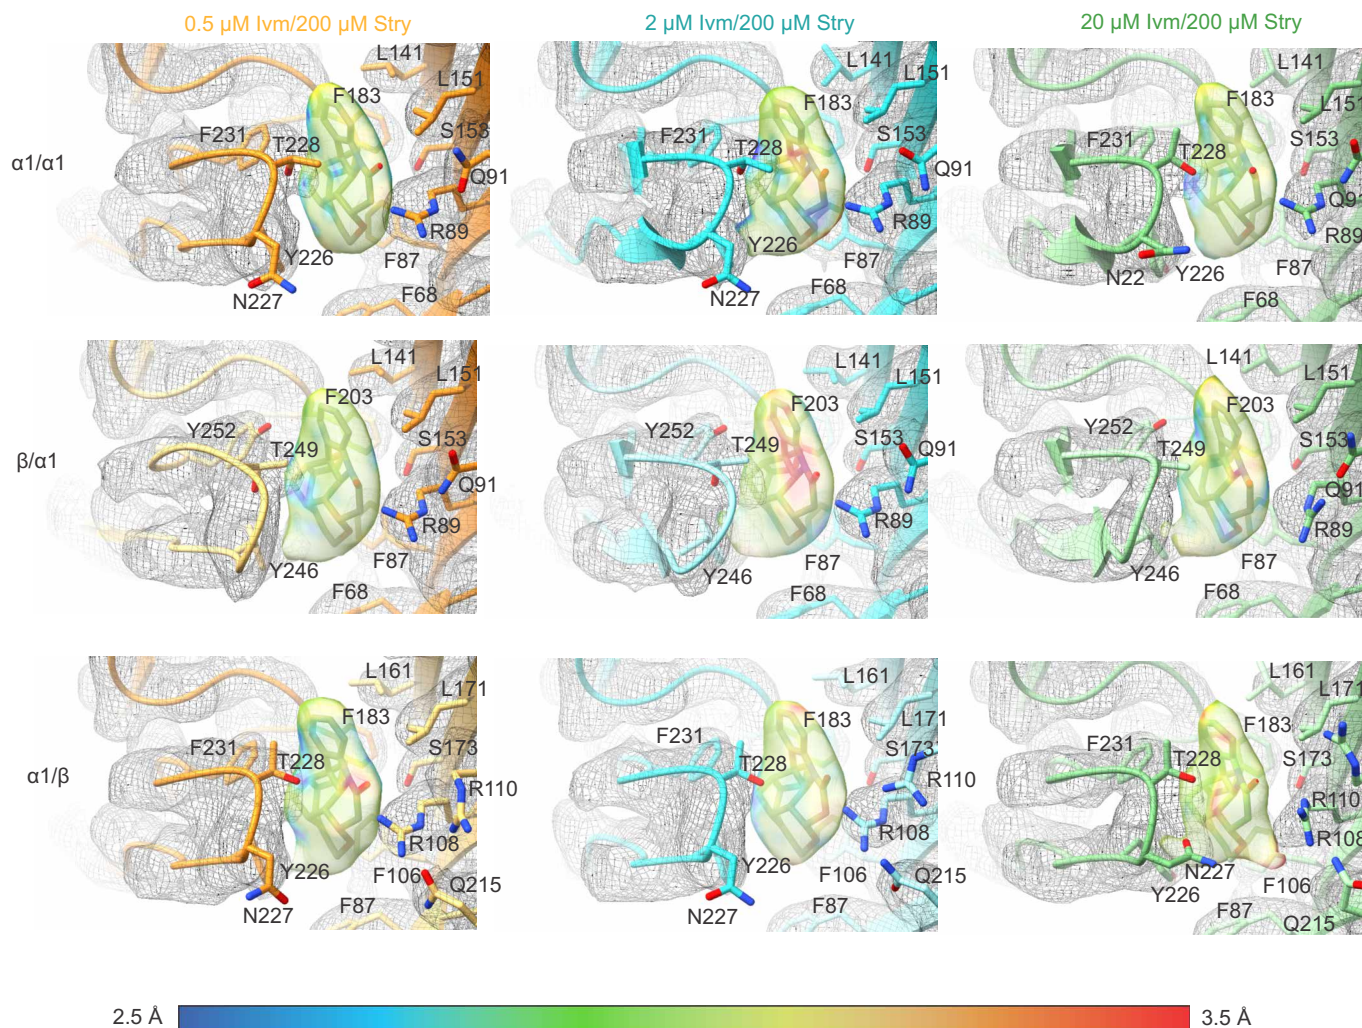 0.5 µM Ivm/200 µM Stry
2 µM Ivm/200 µM Stry
20 µM Ivm/200 µM Stry
α1/α1
L141
L151
F183
F231
T228
S153
Q91
R89
Y226
F87
N227
F68
L141
L151
F183
F231
T228
S153
Q91
R89
Y226
F87
N227
F68
L141
L151
F183
F231
T228
S153
Q91
R89
N22
Y226
F87
F68
β/α1
L141
L151
F203
Y252
T249
S153
Q91
R89
F87
Y246
F68
L141
L151
F203
Y252
T249
S153
Q91
R89
F87
Y246
F68
L141
L151
F203
Y252
T249
S153
Q91
R89
F87
Y246
F68
α1/β
L161
L171
F183
F231
T228
S173
R110
R108
Y226
F106
Q215
N227
F87
L161
L171
F183
F231
T228
S173
R110
R108
Y226
F106
Q215
N227
F87
L161
L171
F183
F231
T228
S173
R110
R108
N227
Y226
F106
F87
Q215
2.5 Å
3.5 Å